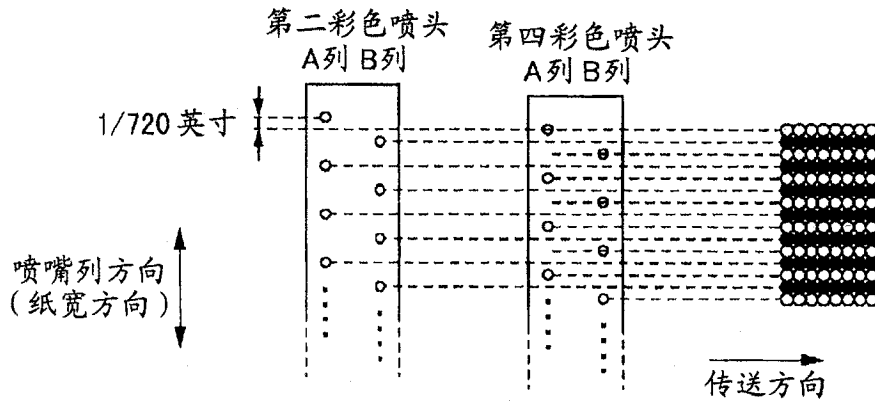 第二彩色喷头
A列 B列
第四彩色喷头
A列 B列
1/720 英寸
喷嘴列方向
(纸宽方向)
传送方向